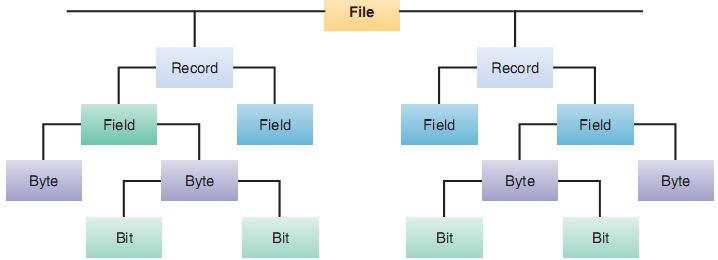 File
Record Record
Field Field Field Field
Byte Byte Byte Byte
Bit Bit Bit Bit